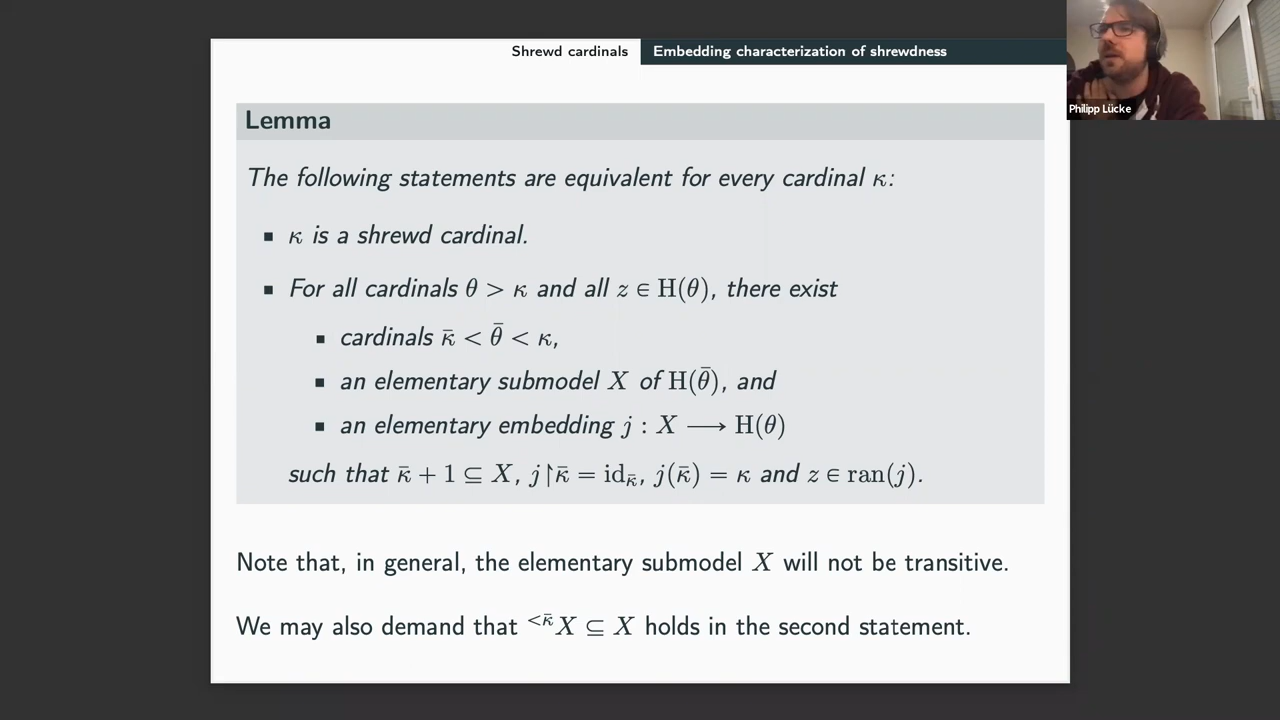 Shrewd cardinals Embedding characterization of shrewdness
Philipp Lücke
Lemma
The following statements are equivalent for every cardinal κ:
▪ κ is a shrewd cardinal.
▪ For all cardinals θ > κ and all z ∈ H(θ), there exist
▪ cardinals κ̄ < θ̄ < κ,
▪ an elementary submodel X of H(θ̄), and
▪ an elementary embedding j : X ⟶ H(θ)
such that κ̄ + 1 ⊆ X, j↾κ̄ = id_κ̄, j(κ̄) = κ and z ∈ ran(j).
Note that, in general, the elementary submodel X will not be transitive.
We may also demand that ^{<κ̄}X ⊆ X holds in the second statement.